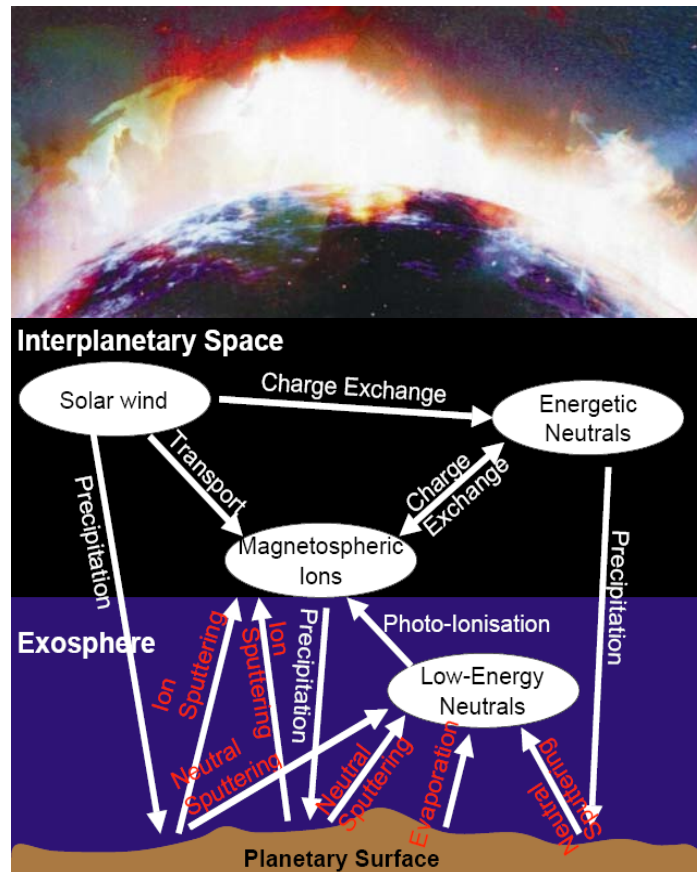 Interplanetary Space
Solar wind
Charge Exchange
Energetic
Neutrals
Transport
Charge
Exchange
Precipitation
Magnetospheric
Ions
Precipitation
Exosphere
Ion
Sputtering
Ion
Sputtering
Precipitation
Photo-Ionisation
Low-Energy
Neutrals
Neutral
Sputtering
Neutral
Sputtering
Evaporation
Neutral
Sputtering
Planetary Surface